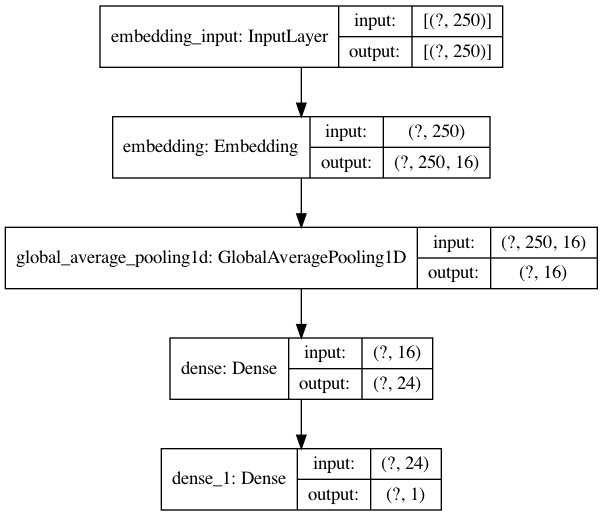 embedding_input: InputLayer
input: [(?, 250)]
output: [(?, 250)]
embedding: Embedding
input: (?, 250)
output: (?, 250, 16)
global_average_pooling1d: GlobalAveragePooling1D
input: (?, 250, 16)
output: (?, 16)
dense: Dense
input: (?, 16)
output: (?, 24)
dense_1: Dense
input: (?, 24)
output: (?, 1)